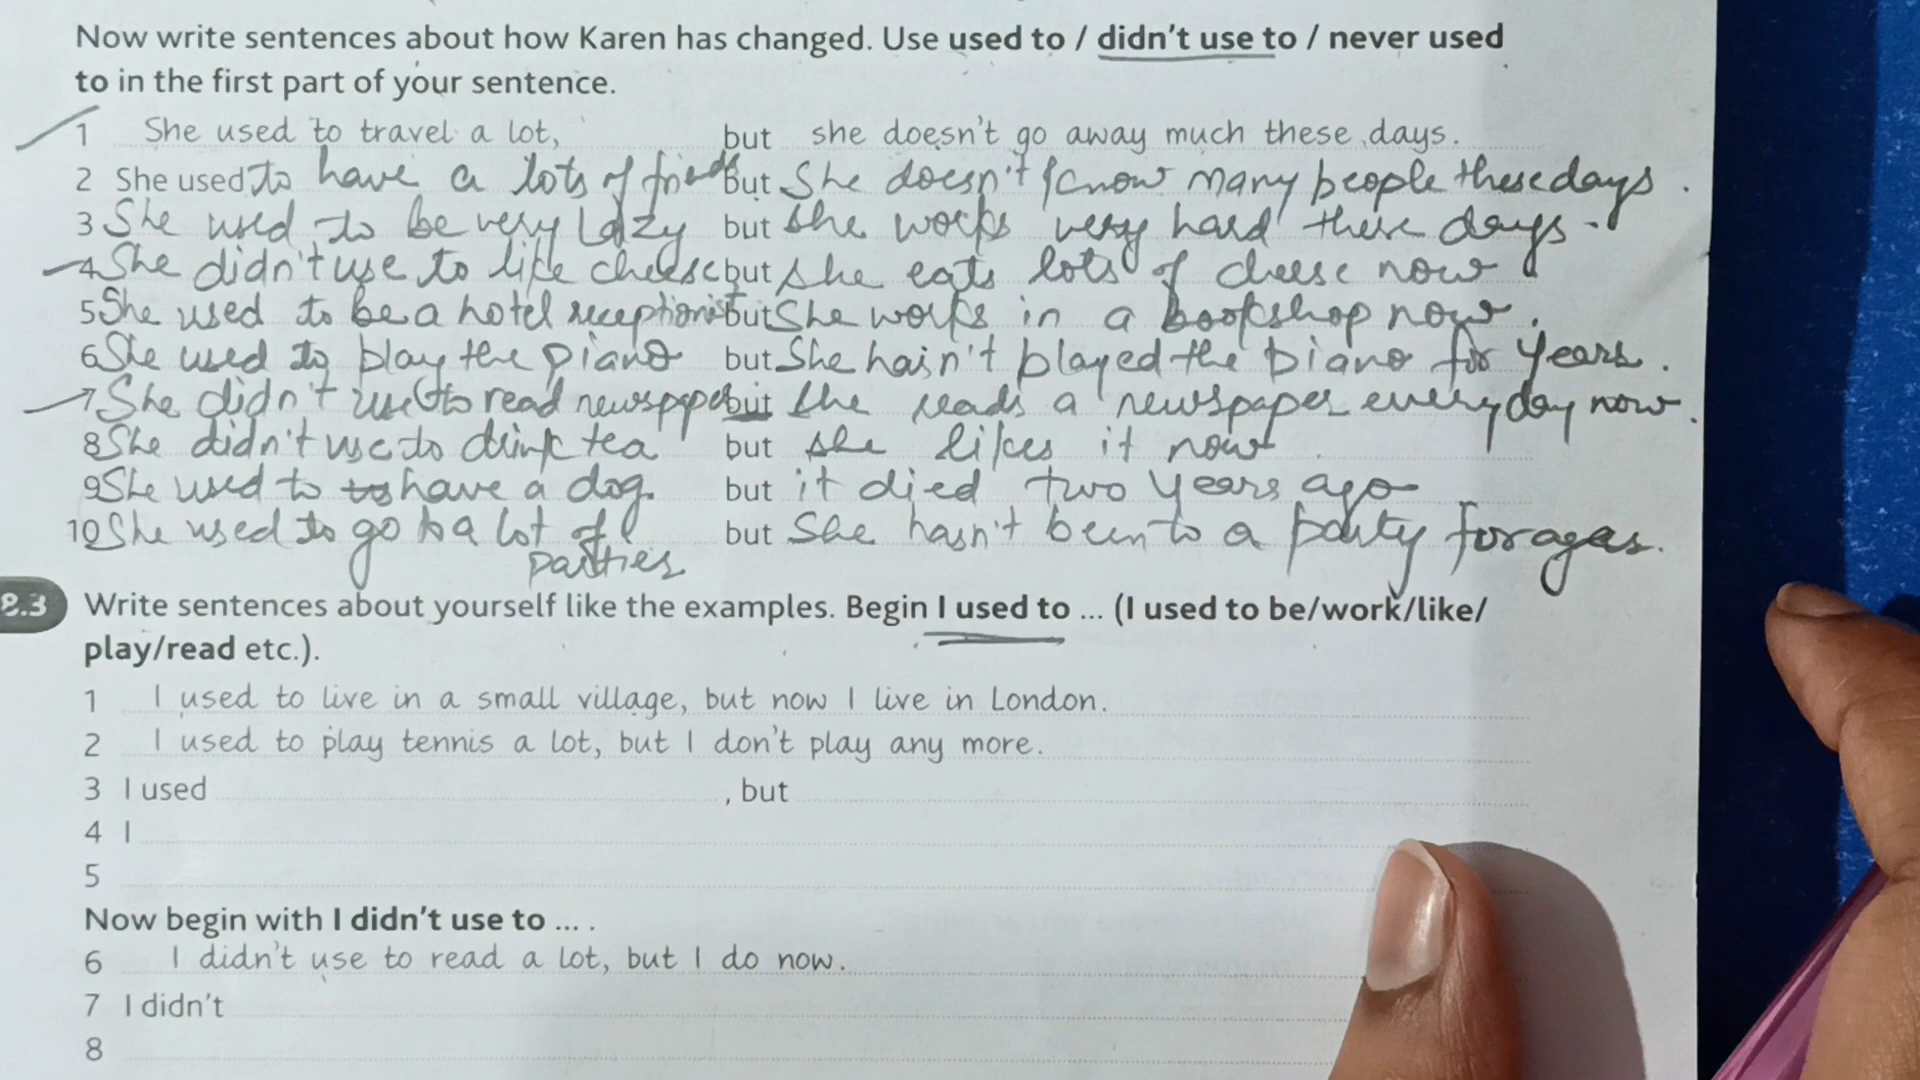 Now write sentences about how Karen has changed. Use used to / didn't use to / never used
to in the first part of your sentence.
1 She used to travel a lot, but she doesn't go away much these days.
2 She used to have a lots of friends but She doesn't know many people these days.
3 She used to be very lazy but she works very hard these days.
4 She didn't use to like cheese but she eats lots of cheese now
5 She used to be a hotel receptionist but She works in a bookshop now.
6 She used to play the piano but She hasn't played the piano for years.
7 She didn't use to read newspaper but she reads a newspaper everyday now.
8 She didn't use to drink tea but she likes it now.
9 She used to to have a dog. but it died two years ago
10 She used to go to a lot of but She hasn't been to a party for ages.
parties
8.3 Write sentences about yourself like the examples. Begin I used to ... (I used to be/work/like/
play/read etc.).
1 I used to live in a small village, but now I live in London.
2 I used to play tennis a lot, but I don't play any more.
3 I used , but
4 I
5
Now begin with I didn't use to ... .
6 I didn't use to read a lot, but I do now.
7 I didn't
8